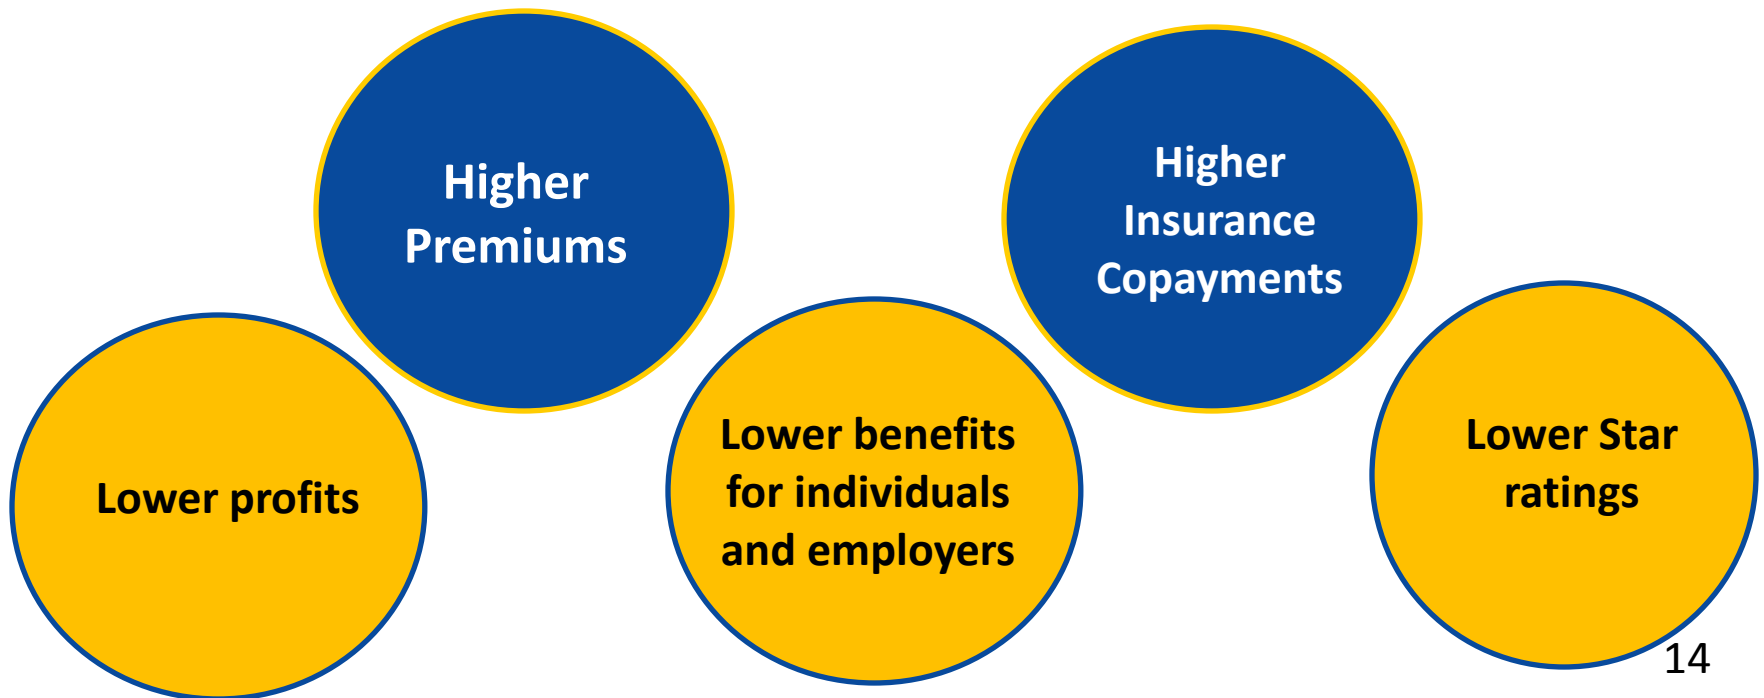 Higher
Premiums
Higher
Insurance
Copayments
Lower profits
Lower benefits
for individuals
and employers
Lower Star
ratings
14